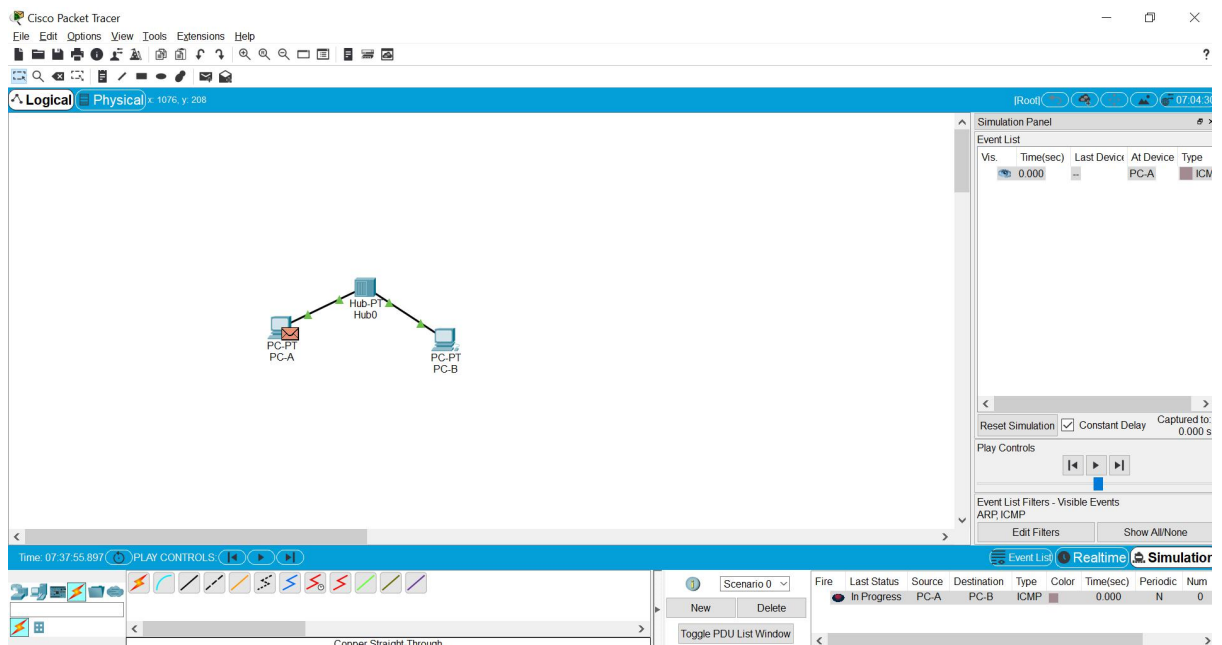 Cisco Packet Tracer
File Edit Options View Tools Extensions Help
?
Logical Physical x: 1076, y: 208 [Root] 07:04:30
Simulation Panel
Event List
Vis. Time(sec) Last Device At Device Type
0.000 -- PC-A ICM
Hub-PT
Hub0
PC-PT
PC-A
PC-PT
PC-B
Reset Simulation Constant Delay Captured to:
0.000 s
Play Controls
Event List Filters - Visible Events
ARP, ICMP
Edit Filters Show All/None
Time: 07:37:55.897 PLAY CONTROLS: Event List Realtime Simulation
1 Scenario 0 Fire Last Status Source Destination Type Color Time(sec) Periodic Num
In Progress PC-A PC-B ICMP 0.000 N 0
New Delete
Toggle PDU List Window
Copper Straight Through